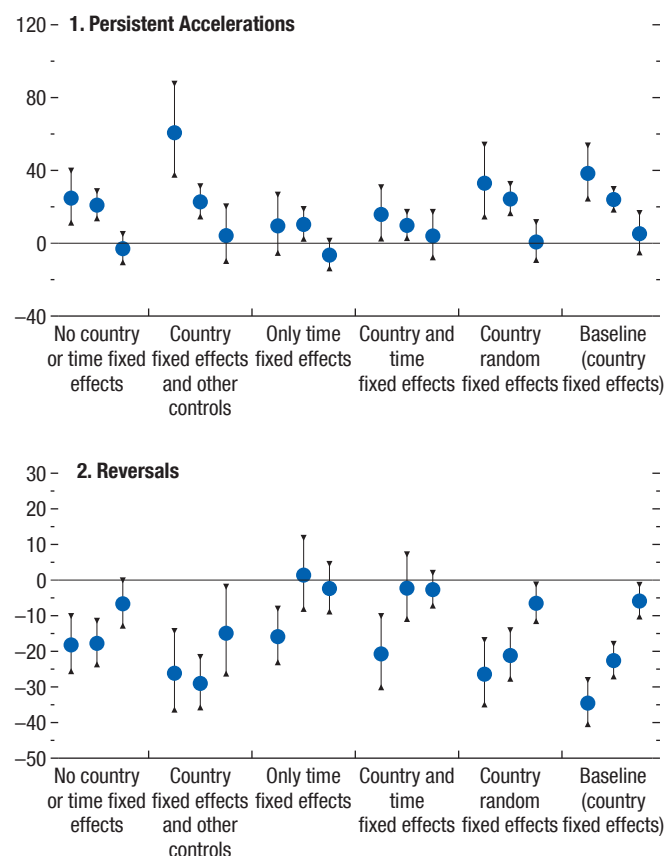 1. Persistent Accelerations
120
80
40
0
–40
No country or time fixed effects
Country fixed effects and other controls
Only time fixed effects
Country and time fixed effects
Country random fixed effects
Baseline (country fixed effects)
2. Reversals
30
20
10
0
–10
–20
–30
–40
–50
No country or time fixed effects
Country fixed effects and other controls
Only time fixed effects
Country and time fixed effects
Country random fixed effects
Baseline (country fixed effects)